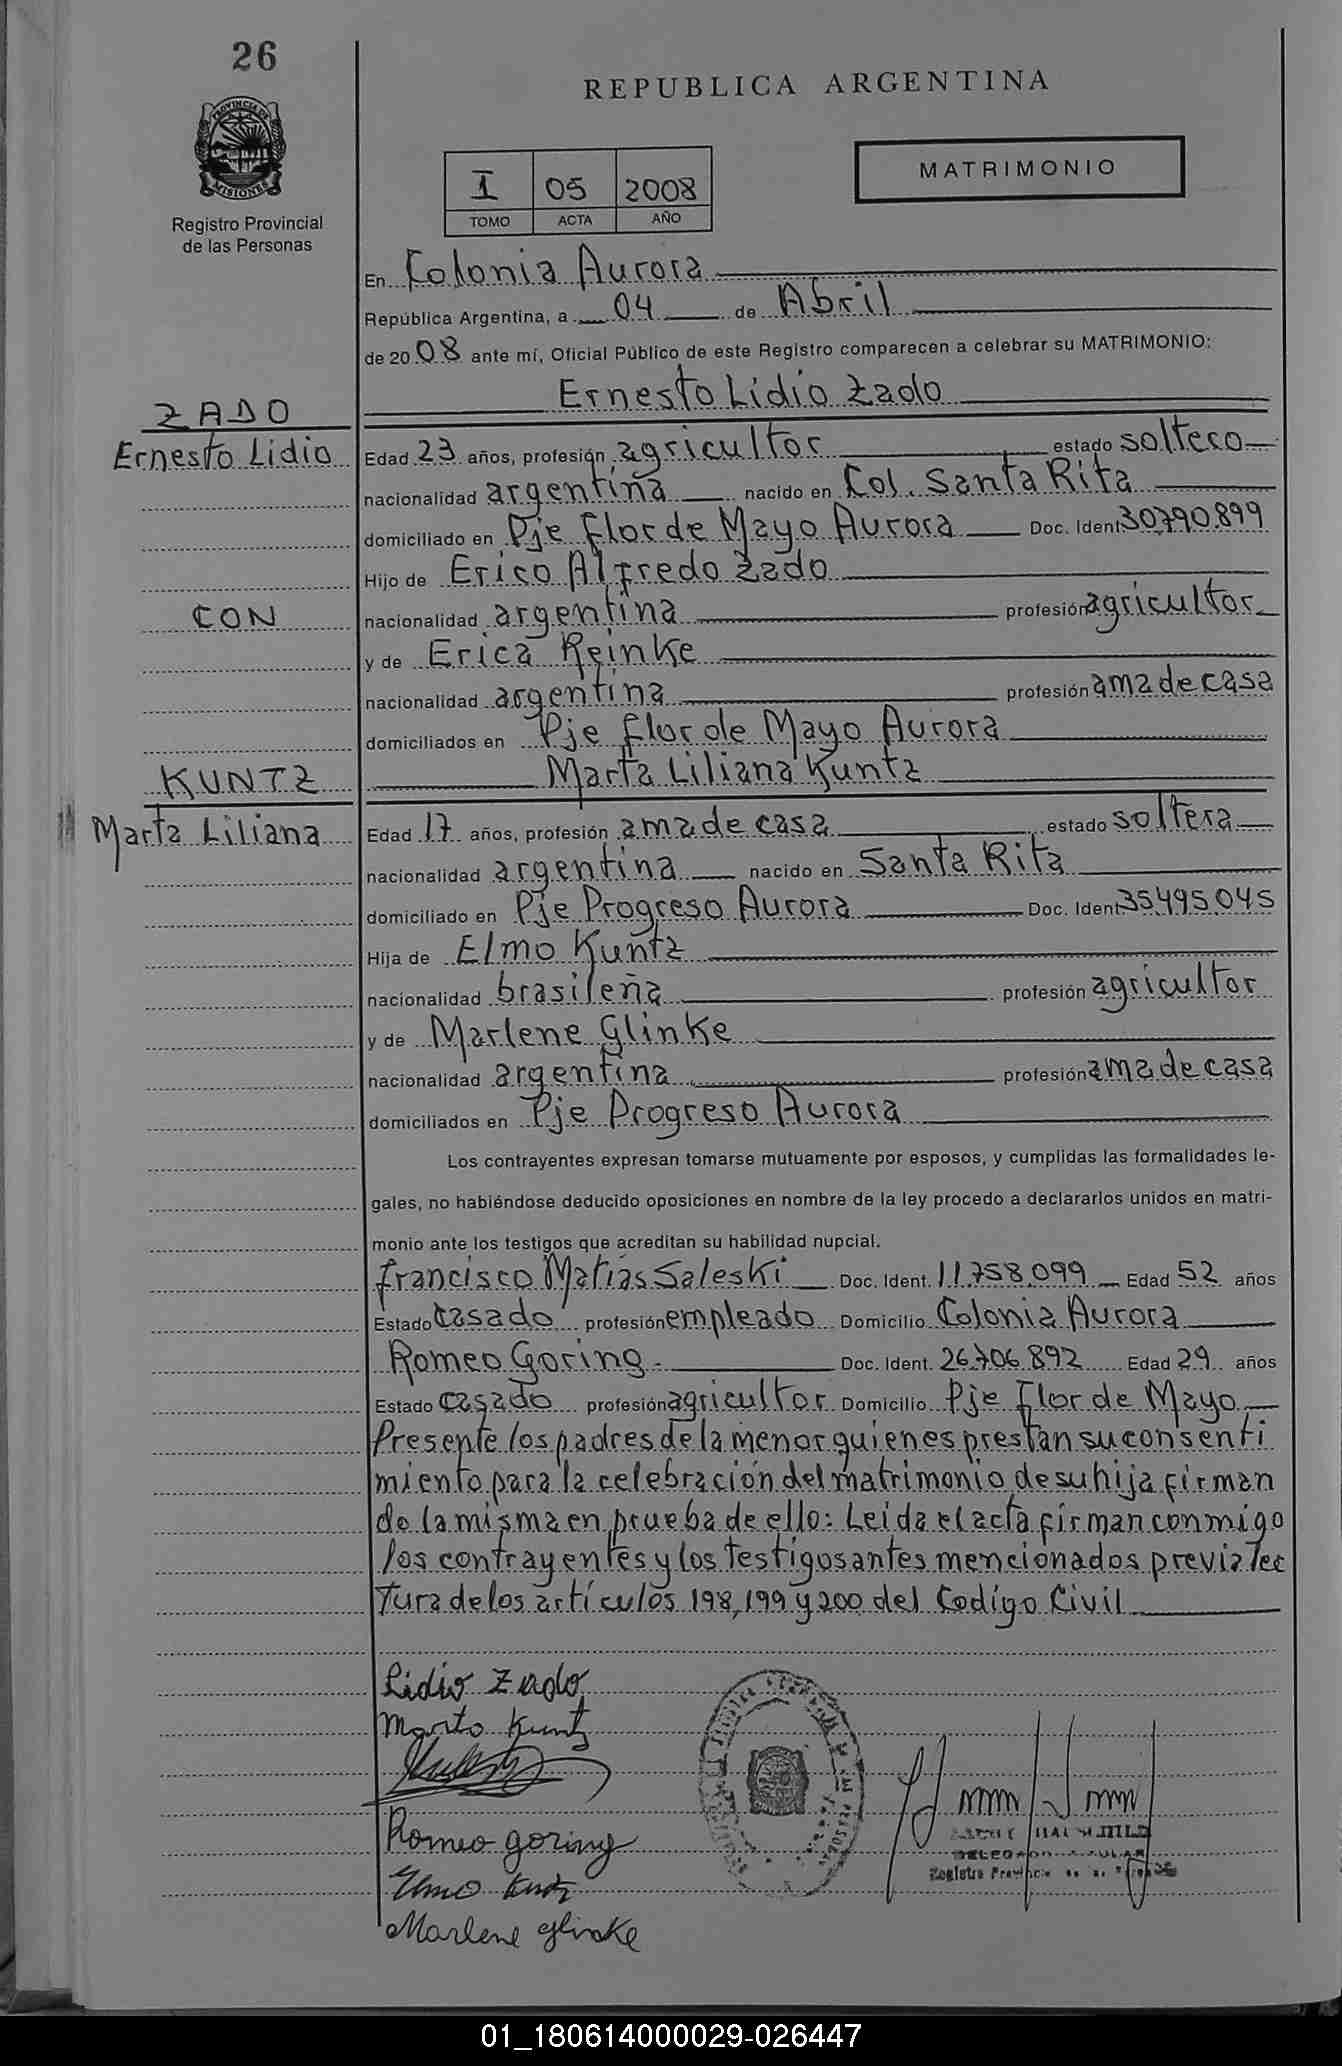 26
REPUBLICA ARGENTINA
PROVINCIA DE
MISIONES
Registro Provincial
de las Personas
MATRIMONIO
I 05 2008
TOMO ACTA AÑO
En Colonia Aurora
República Argentina, a 04 de Abril
de 2008 ante mí, Oficial Público de este Registro comparecen a celebrar su MATRIMONIO:
Ernesto Lidio Zado
ZADO
Ernesto Lidio
Edad 23 años, profesión agricultor estado soltero
nacionalidad argentina nacido en Col. Santa Rita
domiciliado en Pje Flor de Mayo Aurora Doc. Ident 30.790.899
Hijo de Erico Alfredo Zado
CON
nacionalidad argentina profesión agricultor
y de Erica Reinke
nacionalidad argentina profesión ama de casa
domiciliados en Pje Flor de Mayo Aurora
KUNTZ
Marta Liliana Kuntz
Marta Liliana
Edad 17 años, profesión ama de casa estado soltera
nacionalidad argentina nacido en Santa Rita
domiciliado en Pje Progreso Aurora Doc. Ident 35.495.045
Hija de Elmo Kuntz
nacionalidad brasileña profesión agricultor
y de Marlene Glinke
nacionalidad argentina profesión ama de casa
domiciliados en Pje Progreso Aurora
Los contrayentes expresan tomarse mutuamente por esposos, y cumplidas las formalidades le-
gales, no habiéndose deducido oposiciones en nombre de la ley procedo a declararlos unidos en matri-
monio ante los testigos que acreditan su habilidad nupcial.
Francisco Matías Saleski Doc. Ident. 11.758.099 Edad 52 años
Estado casado profesión empleado Domicilio Colonia Aurora
Romeo Goring Doc. Ident. 26.706.892 Edad 29 años
Estado casado profesión agricultor Domicilio Pje Flor de Mayo
Presente los padres de la menor quienes prestan su consenti
miento para la celebración del matrimonio de su hija firman
do la misma en prueba de ello: Leida el acta firman conmigo
los contrayentes y los testigos antes mencionados previa lec
tura de los artículos 198, 199 y 200 del Codigo Civil
Lidio Zado
Marta Kuntz
Romeo Goring
Elmo Kuntz
Marlene Glinke
01_180614000029-026447